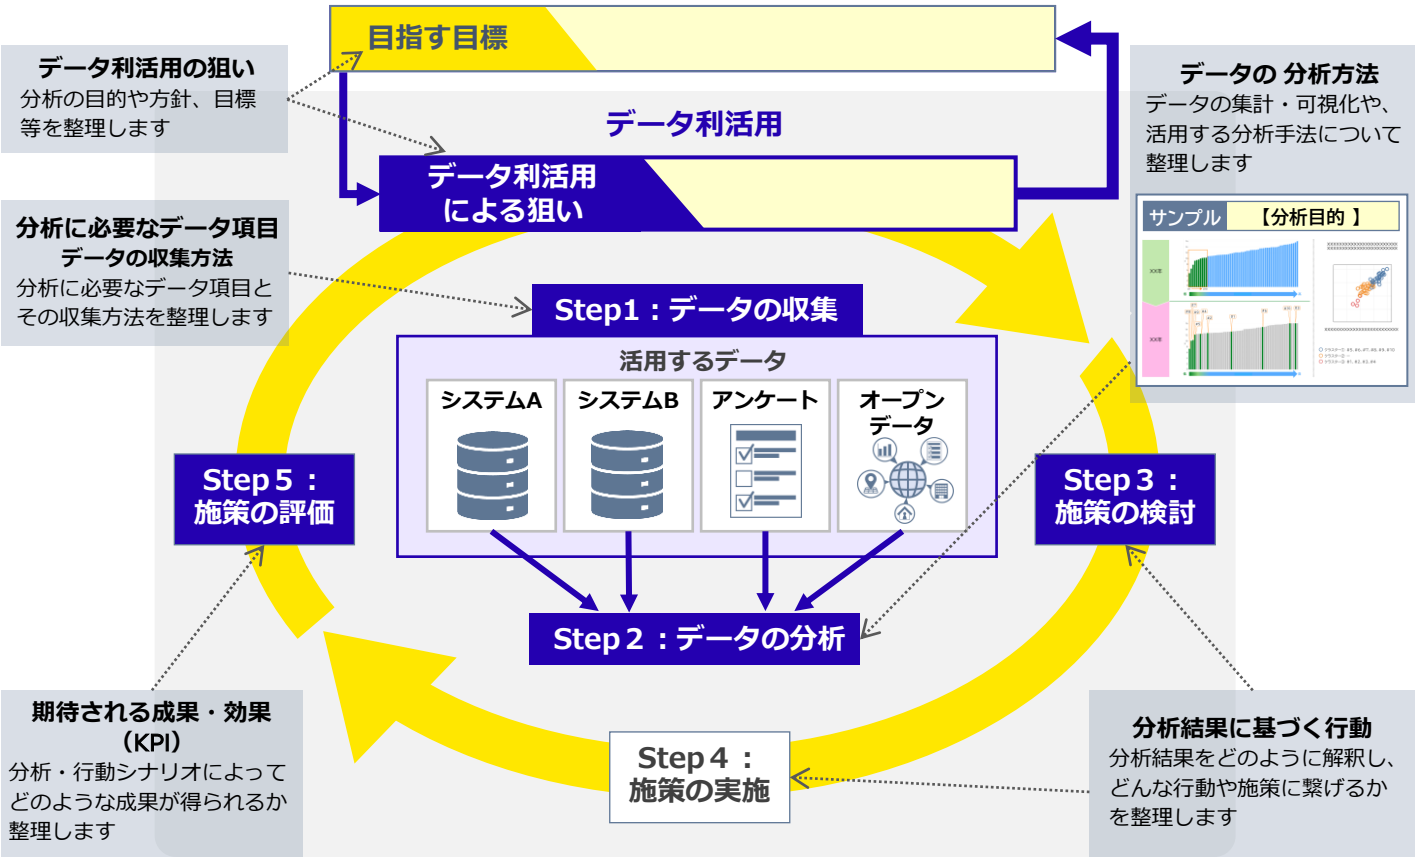 目指す目標
データ利活用の狙い
分析の目的や方針、目標
等を整理します
データ利活用
データ利活用
による狙い
データの 分析方法
データの集計・可視化や、
活用する分析手法について
整理します
サンプル
【分析目的 】
分析に必要なデータ項目
データの収集方法
分析に必要なデータ項目と
その収集方法を整理します
Step1：データの収集
活用するデータ
システムA
システムB
アンケート
オープン
データ
Step５：
施策の評価
Step３：
施策の検討
Step２：データの分析
期待される成果・効果
（KPI）
分析・行動シナリオによって
どのような成果が得られるか
整理します
Step４：
施策の実施
分析結果に基づく行動
分析結果をどのように解釈し、
どんな行動や施策に繋げるか
を整理します